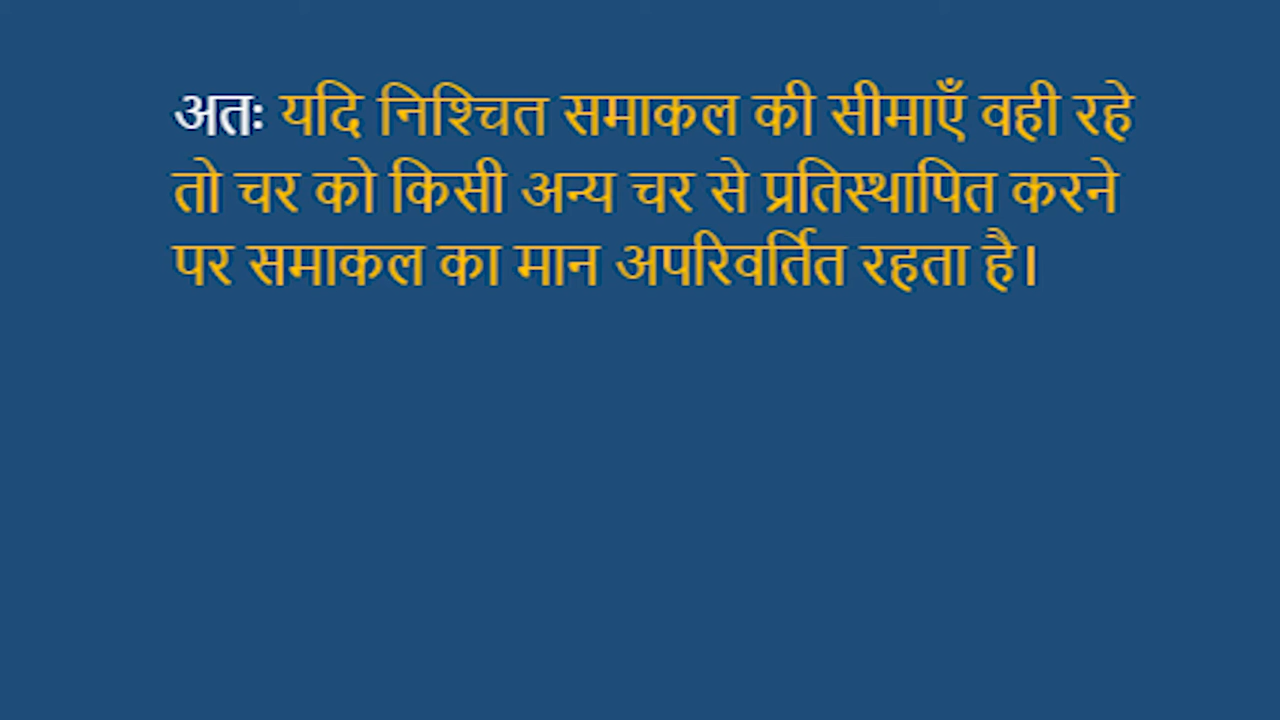 अतः यदि निश्चित समाकल की सीमाएँ वही रहे
तो चर को किसी अन्य चर से प्रतिस्थापित करने
पर समाकल का मान अपरिवर्तित रहता है।